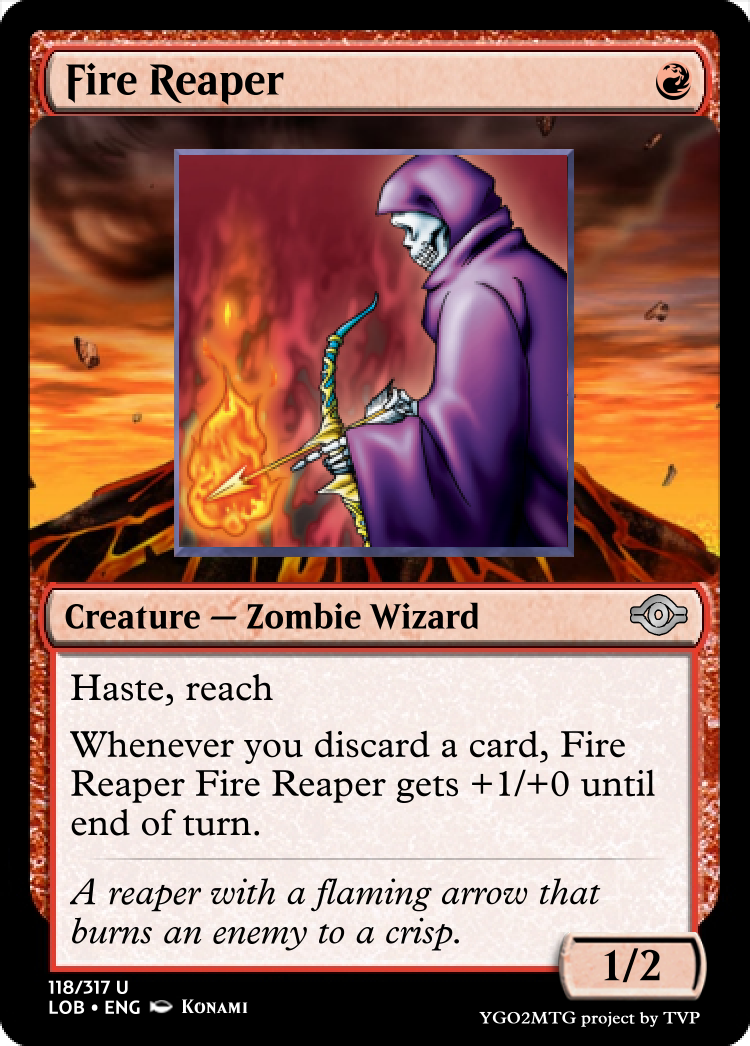 Fire Reaper
Creature — Zombie Wizard
Haste, reach
Whenever you discard a card, Fire
Reaper Fire Reaper gets +1/+0 until
end of turn.
A reaper with a flaming arrow that
burns an enemy to a crisp.
1/2
118/317 U
LOB • ENG Konami
YGO2MTG project by TVP